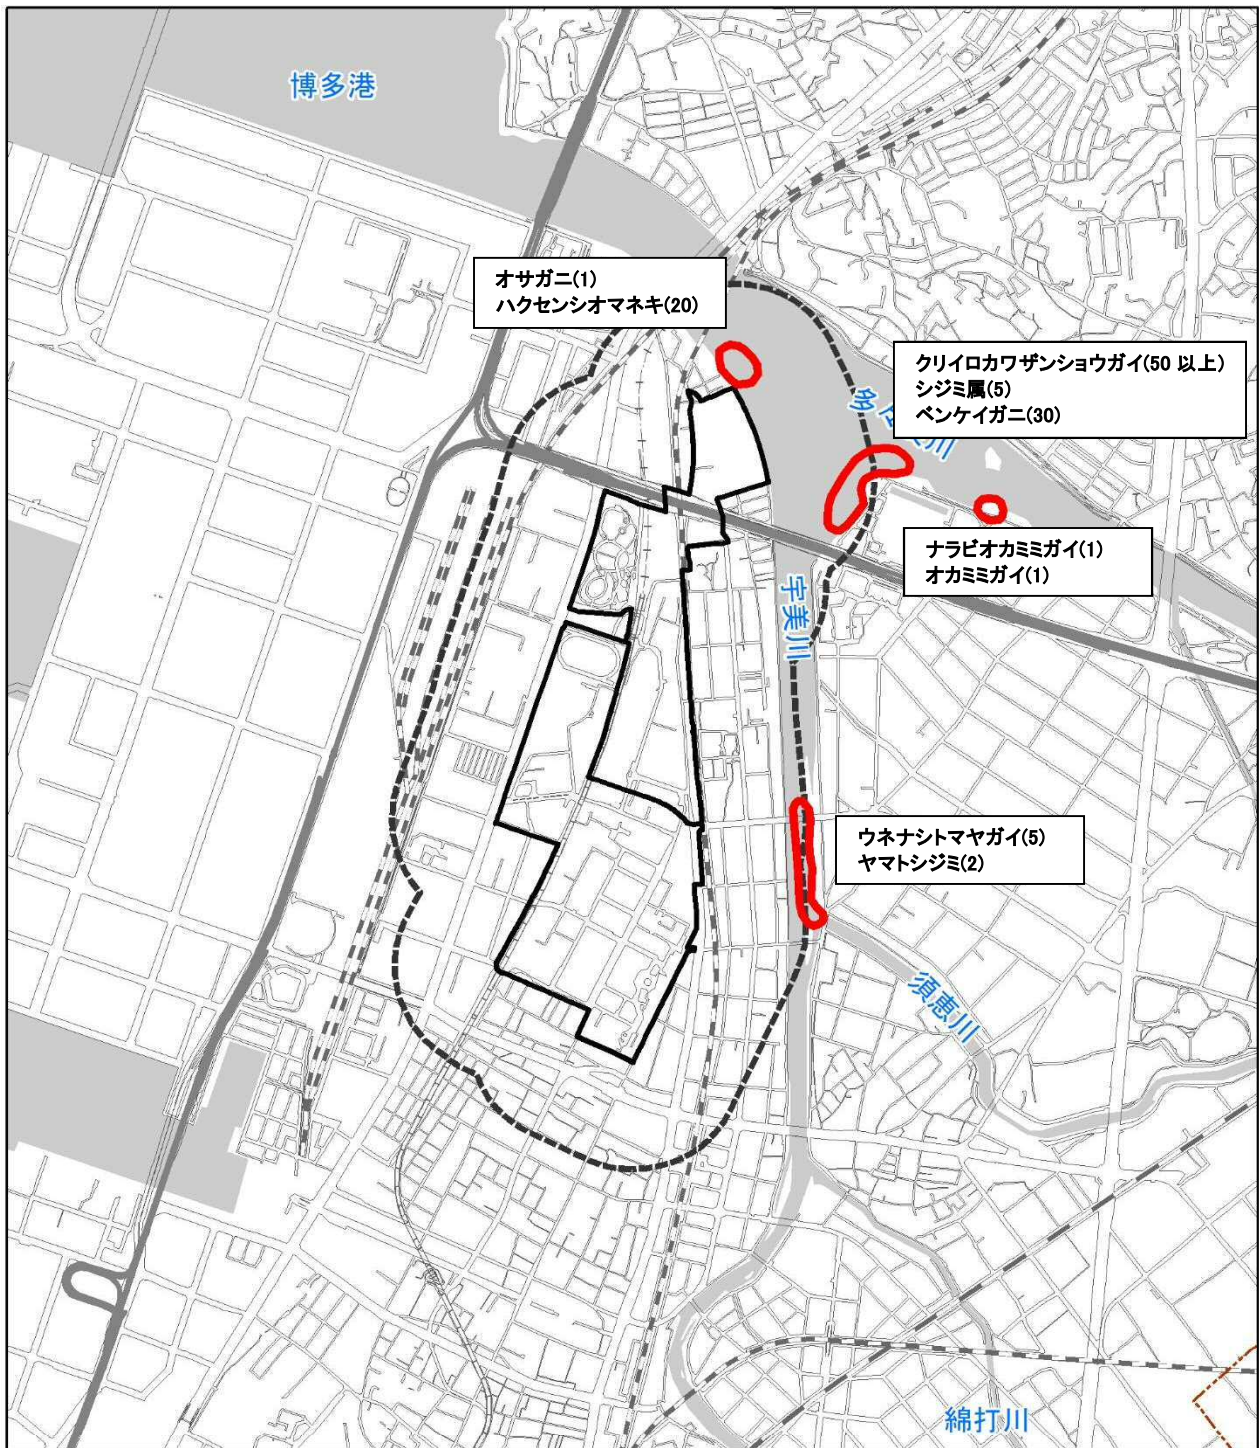 博多港
オサガニ(1)
ハクセンシオマネキ(20)
クリイロカワザンショウガイ(50 以上)
シジミ属(5)
ベンケイガニ(30)
多
川
ナラビオカミミガイ(1)
オカミミガイ(1)
宇美川
ウネナシトマヤガイ(5)
ヤマトシジミ(2)
須恵川
綿打川